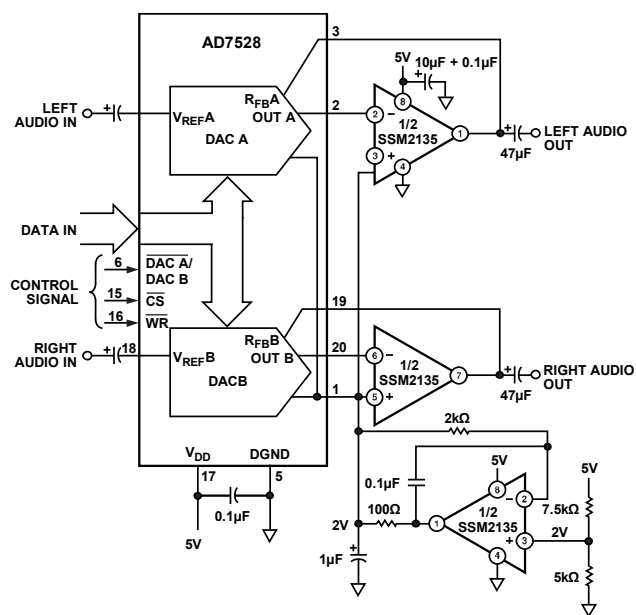 AD7528
3
5V
10µF + 0.1µF
+
8
LEFT
AUDIO IN
+
VREFA
RFBA
OUT A
DAC A
2
2
−
1/2
SSM2135
1
+
LEFT AUDIO
OUT
47µF
3
+
4
DATA IN
6
DAC A/
DAC B
CONTROL
SIGNAL
15
CS
16
WR
19
RIGHT
AUDIO IN
+
18
VREFB
RFBB
OUT B
DACB
20
6
−
1/2
SSM2135
7
+
RIGHT AUDIO
OUT
47µF
1
5
+
2kΩ
VDD
DGND
17
5
0.1µF
5V
0.1µF
5V
8
−
2
5V
7.5kΩ
100Ω
1
1/2
SSM2135
2V
+
3
2V
+
1µF
4
5kΩ